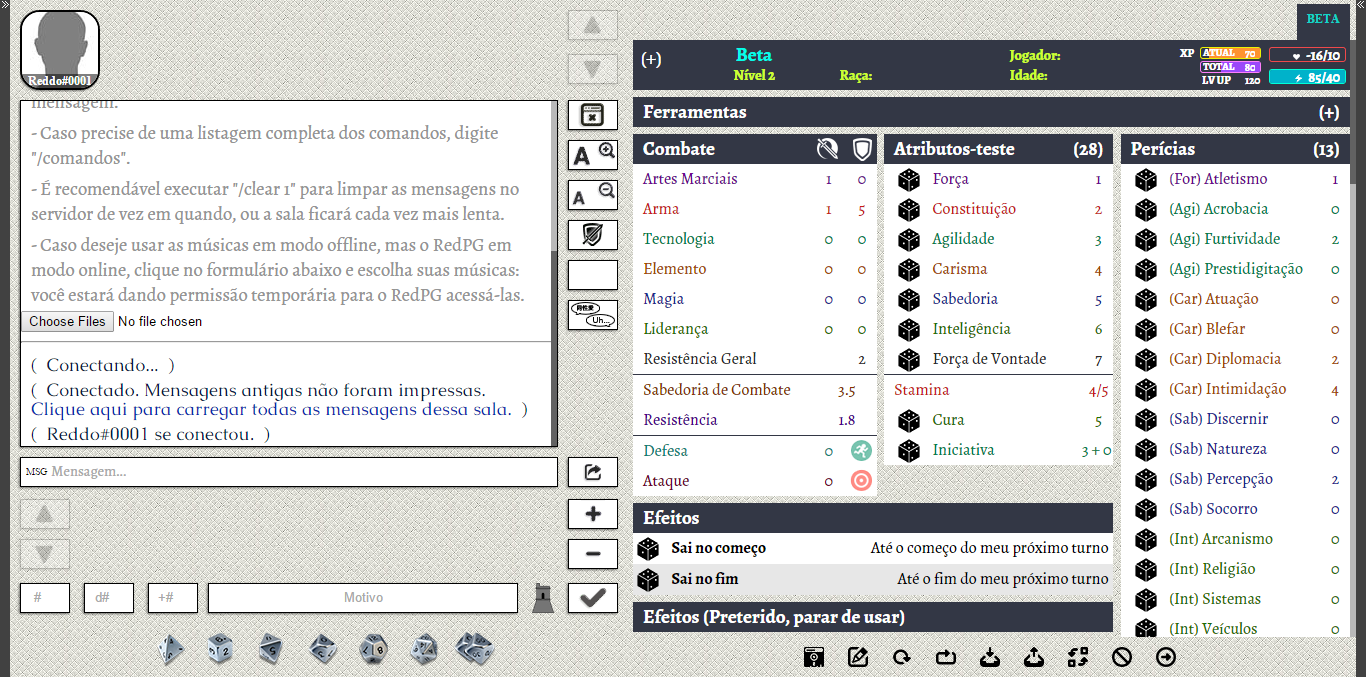 Reddo#0001
mensagem.
- Caso precise de uma listagem completa dos comandos, digite
"/comandos".
- É recomendável executar "/clear 1" para limpar as mensagens no
servidor de vez em quando, ou a sala ficará cada vez mais lenta.
- Caso deseje usar as músicas em modo offline, mas o RedPG em
modo online, clique no formulário abaixo e escolha suas músicas:
você estará dando permissão temporária para o RedPG acessá-las.
Choose Files No file chosen
( Conectando... )
( Conectado. Mensagens antigas não foram impressas.
Clique aqui para carregar todas as mensagens dessa sala. )
( Reddo#0001 se conectou. )
MSG Mensagem...
# d# +# Motivo
A
A
Uh...
BETA
(+) Beta Jogador:
Nível 2 Raça: Idade:
XP ATUAL 70
TOTAL 80
LV UP 120
-16/10
85/40
Ferramentas (+)
Combate
Artes Marciais 1 0
Arma 1 5
Tecnologia 0 0
Elemento 0 0
Magia 0 0
Liderança 0 0
Resistência Geral 2
Sabedoria de Combate 3.5
Resistência 1.8
Defesa 0
Ataque 0
Atributos-teste (28)
Força 1
Constituição 2
Agilidade 3
Carisma 4
Sabedoria 5
Inteligência 6
Força de Vontade 7
Stamina 4/5
Cura 5
Iniciativa 3 + 0
Perícias (13)
(For) Atletismo 1
(Agi) Acrobacia 0
(Agi) Furtividade 2
(Agi) Prestidigitação 0
(Car) Atuação 0
(Car) Blefar 0
(Car) Diplomacia 2
(Car) Intimidação 4
(Sab) Discernir 0
(Sab) Natureza 0
(Sab) Percepção 2
(Sab) Socorro 0
(Int) Arcanismo 0
(Int) Religião 0
(Int) Sistemas 0
(Int) Veículos 0
Efeitos
Sai no começo Até o começo do meu próximo turno
Sai no fim Até o fim do meu próximo turno
Efeitos (Preterido, parar de usar)